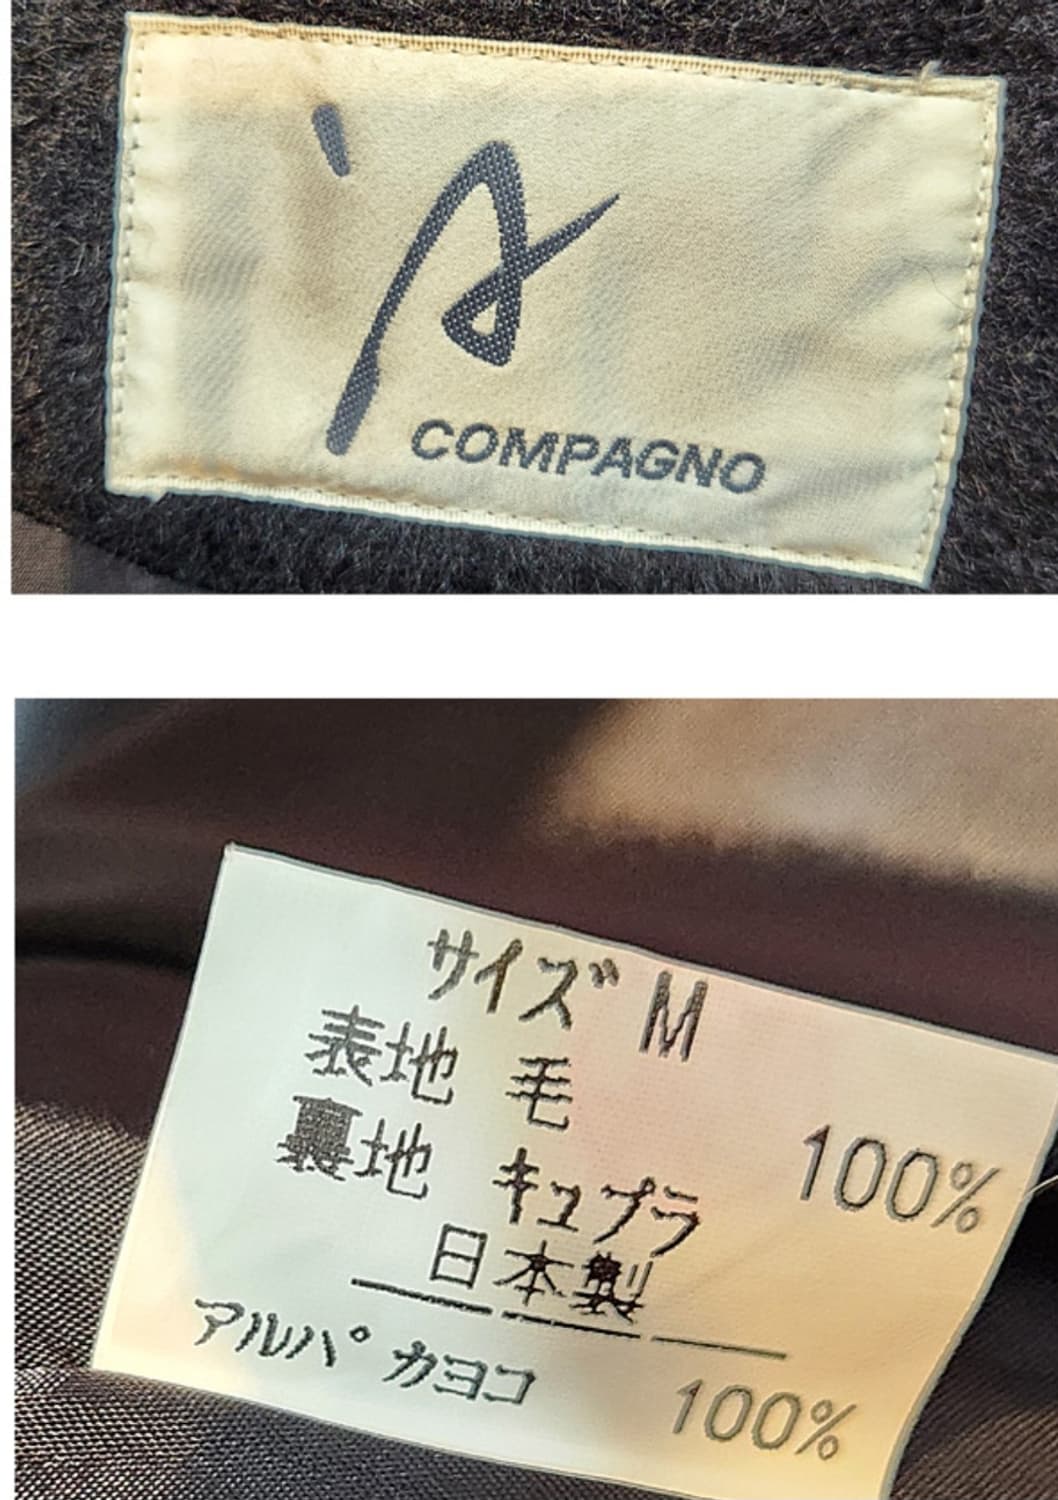 'A
COMPAGNO
サイズ M
表地 毛 100%
裏地 キュプラ
日本製
アルパカヨコ 100%